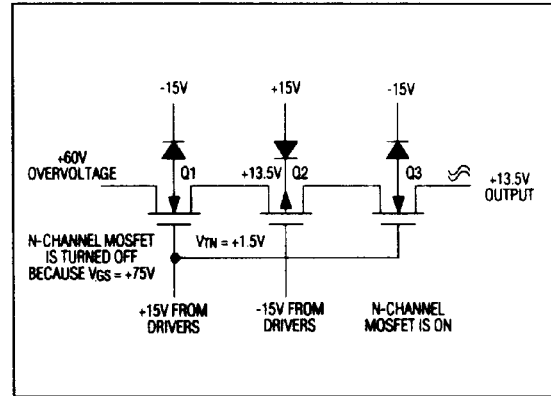 -15V +15V -15V
+60V
OVERVOLTAGE
Q1 +13.5V Q2 Q3 +13.5V
OUTPUT
N-CHANNEL MOSFET
IS TURNED OFF
BECAUSE VGS = +75V
VTN = +1.5V
+15V FROM
DRIVERS
-15V FROM
DRIVERS
N-CHANNEL
MOSFET IS ON